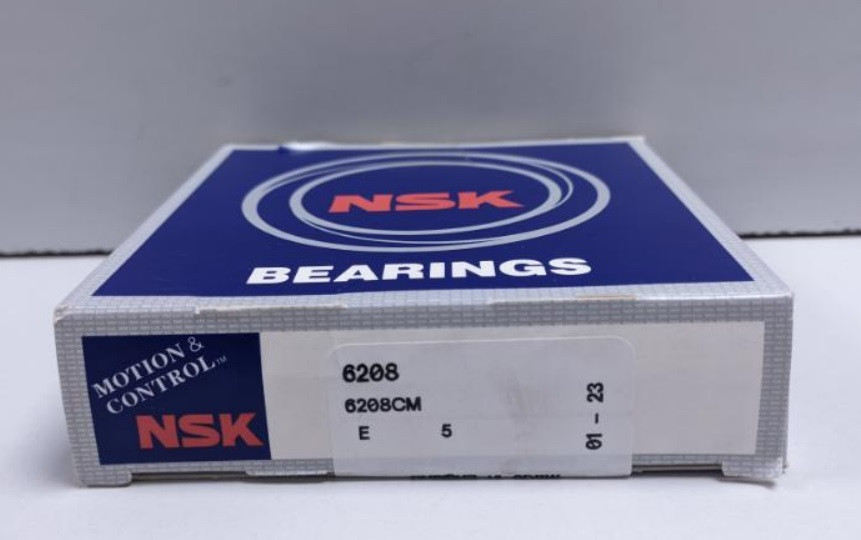 NSK
BEARINGS
MOTION &
CONTROL™
NSK
6208
6208CM
E 5
01 - 23